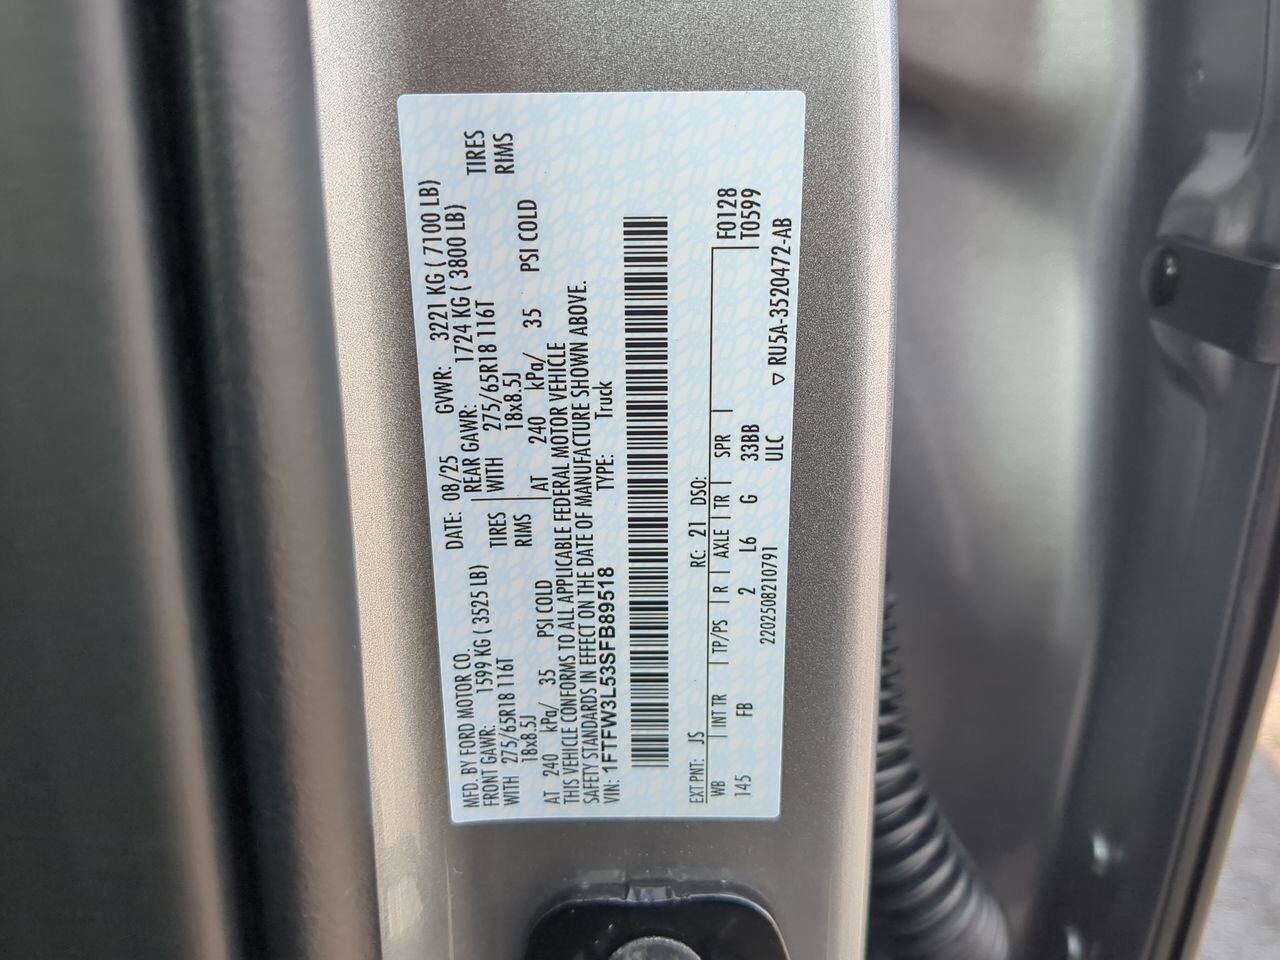 MFD. BY FORD MOTOR CO. DATE: 08/25 GVWR: 3221 KG ( 7100 LB)
FRONT GAWR: 1599 KG ( 3525 LB) REAR GAWR: 1724 KG ( 3800 LB)
WITH 275/65R18 116T TIRES WITH 275/65R18 116T TIRES
18x8.5J RIMS 18x8.5J RIMS
AT 240 kPa/ 35 PSI COLD AT 240 kPa/ 35 PSI COLD
THIS VEHICLE CONFORMS TO ALL APPLICABLE FEDERAL MOTOR VEHICLE
SAFETY STANDARDS IN EFFECT ON THE DATE OF MANUFACTURE SHOWN ABOVE.
VIN: 1FTFW3L53SFB89518 TYPE: Truck
EXT PNT: JS RC: 21 DSO:
WB INT TR TP/PS R AXLE TR SPR F0128
145 FB 2 L6 G 33BB T0599
2202508210791 ULC ▽ RU5A-3520472-AB